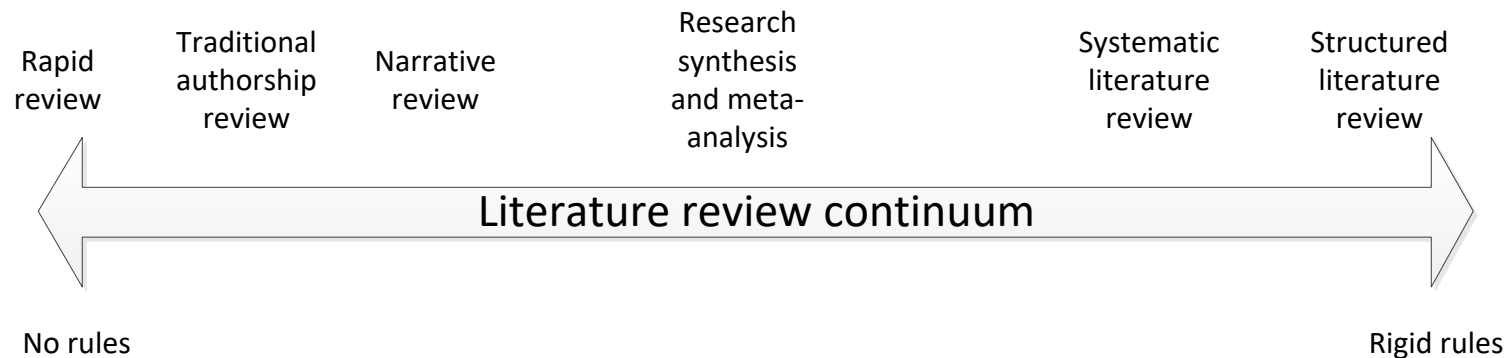 Rapid
review
Traditional
authorship
review
Narrative
review
Research
synthesis
and meta-
analysis
Systematic
literature
review
Structured
literature
review
Literature review continuum
No rules
Rigid rules